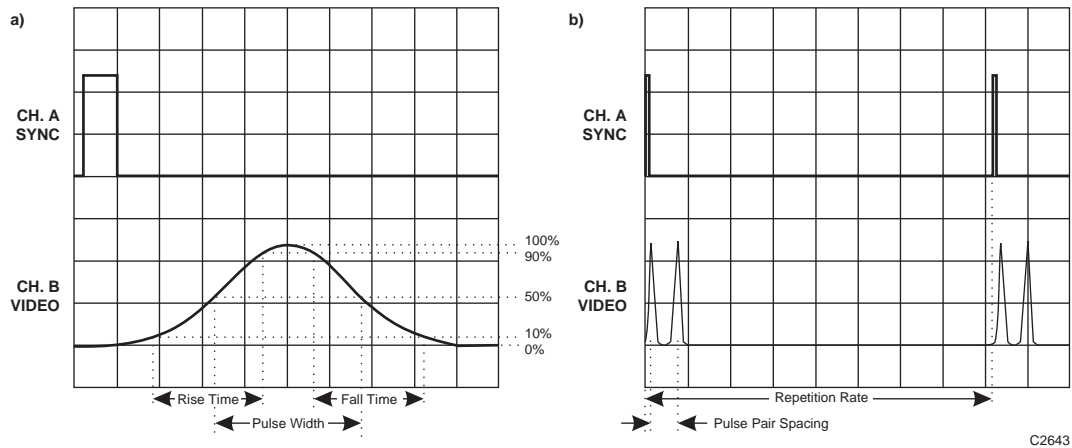 a)
CH. A
SYNC
CH. B
VIDEO
100%
90%
50%
10%
0%
Rise Time
Fall Time
Pulse Width
b)
CH. A
SYNC
CH. B
VIDEO
Repetition Rate
Pulse Pair Spacing
C2643